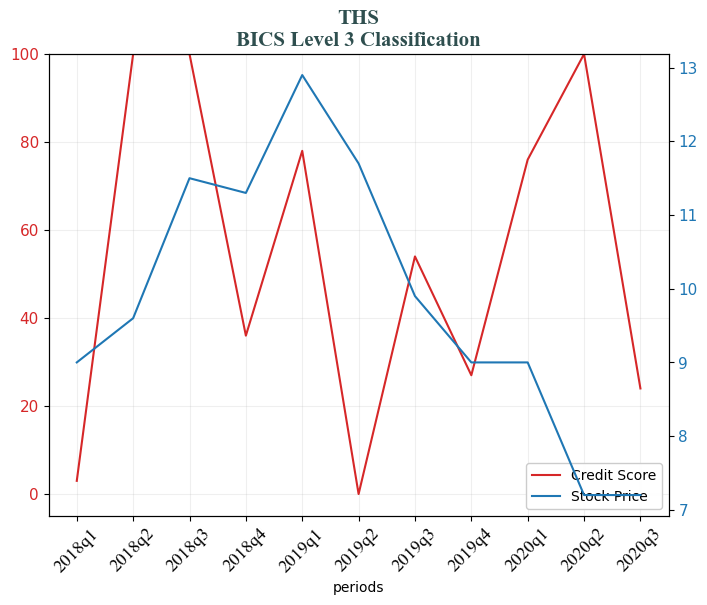 THS
BICS Level 3 Classification
100
80
60
40
20
0
13
12
11
10
9
8
7
Credit Score
Stock Price
2018q1
2018q2
2018q3
2018q4
2019q1
2019q2
2019q3
2019q4
2020q1
2020q2
2020q3
periods